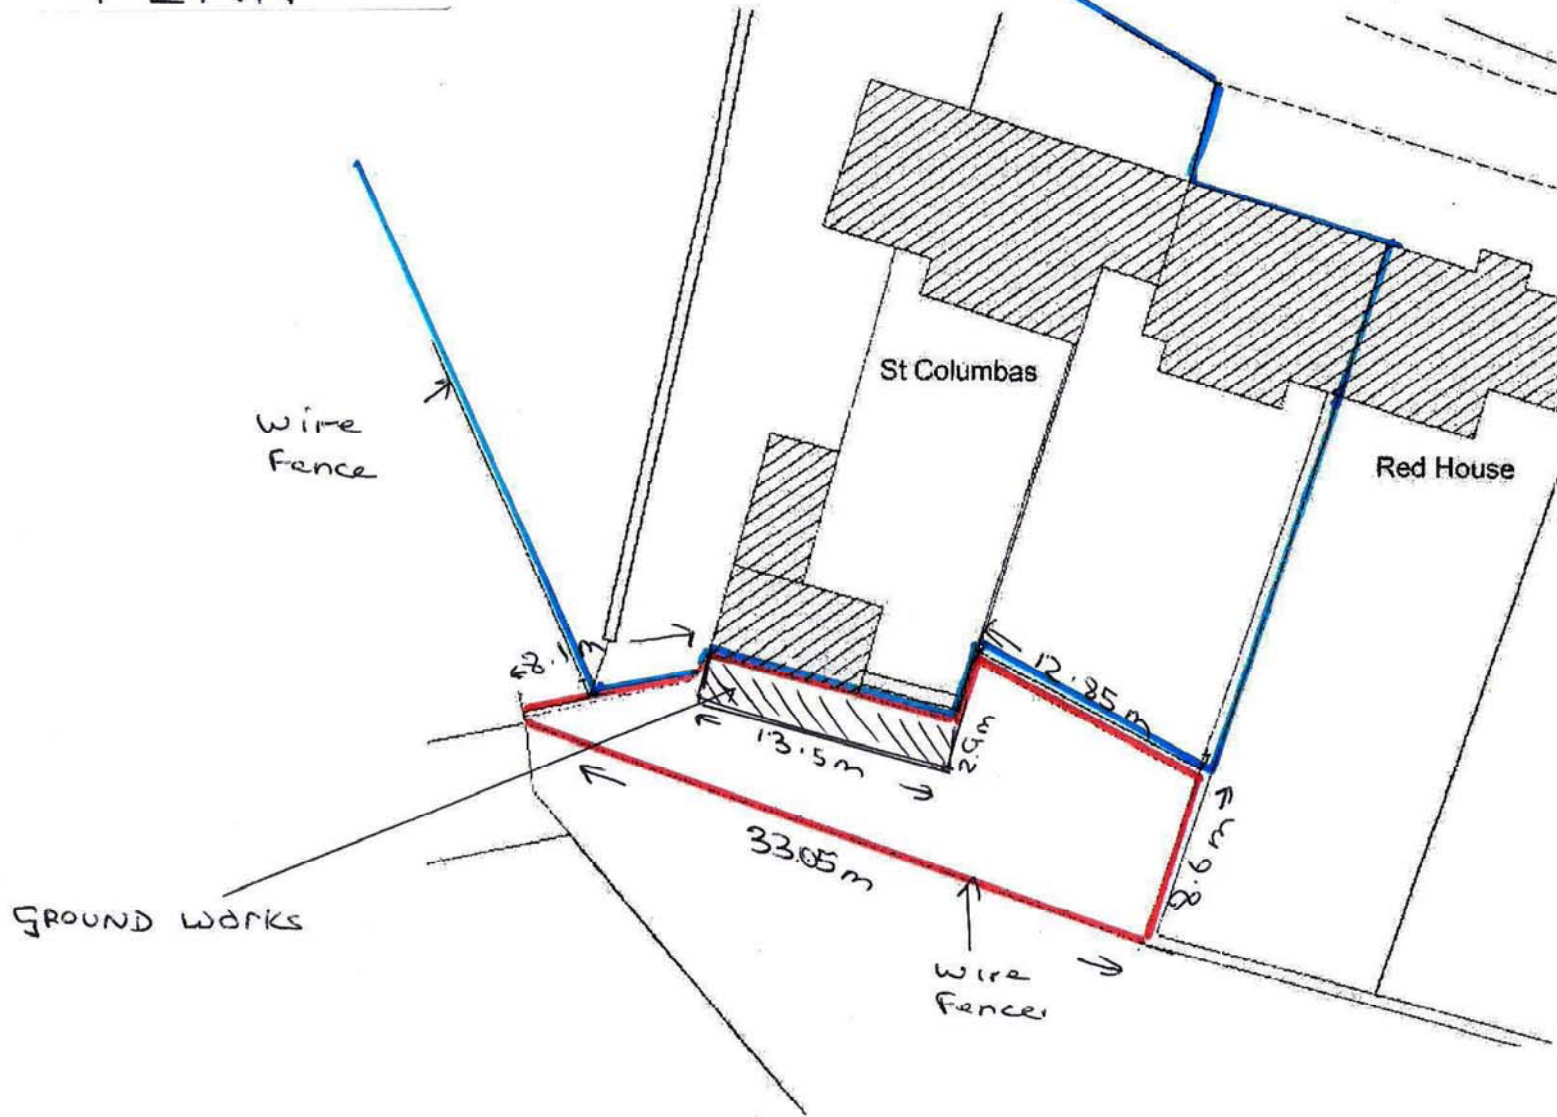 PLAN
St Columbas
Wire
Fence
Red House
8.1m
12.85m
13.5m
2.9m
33.05m
8.6m
GROUND WORKS
Wire
Fence